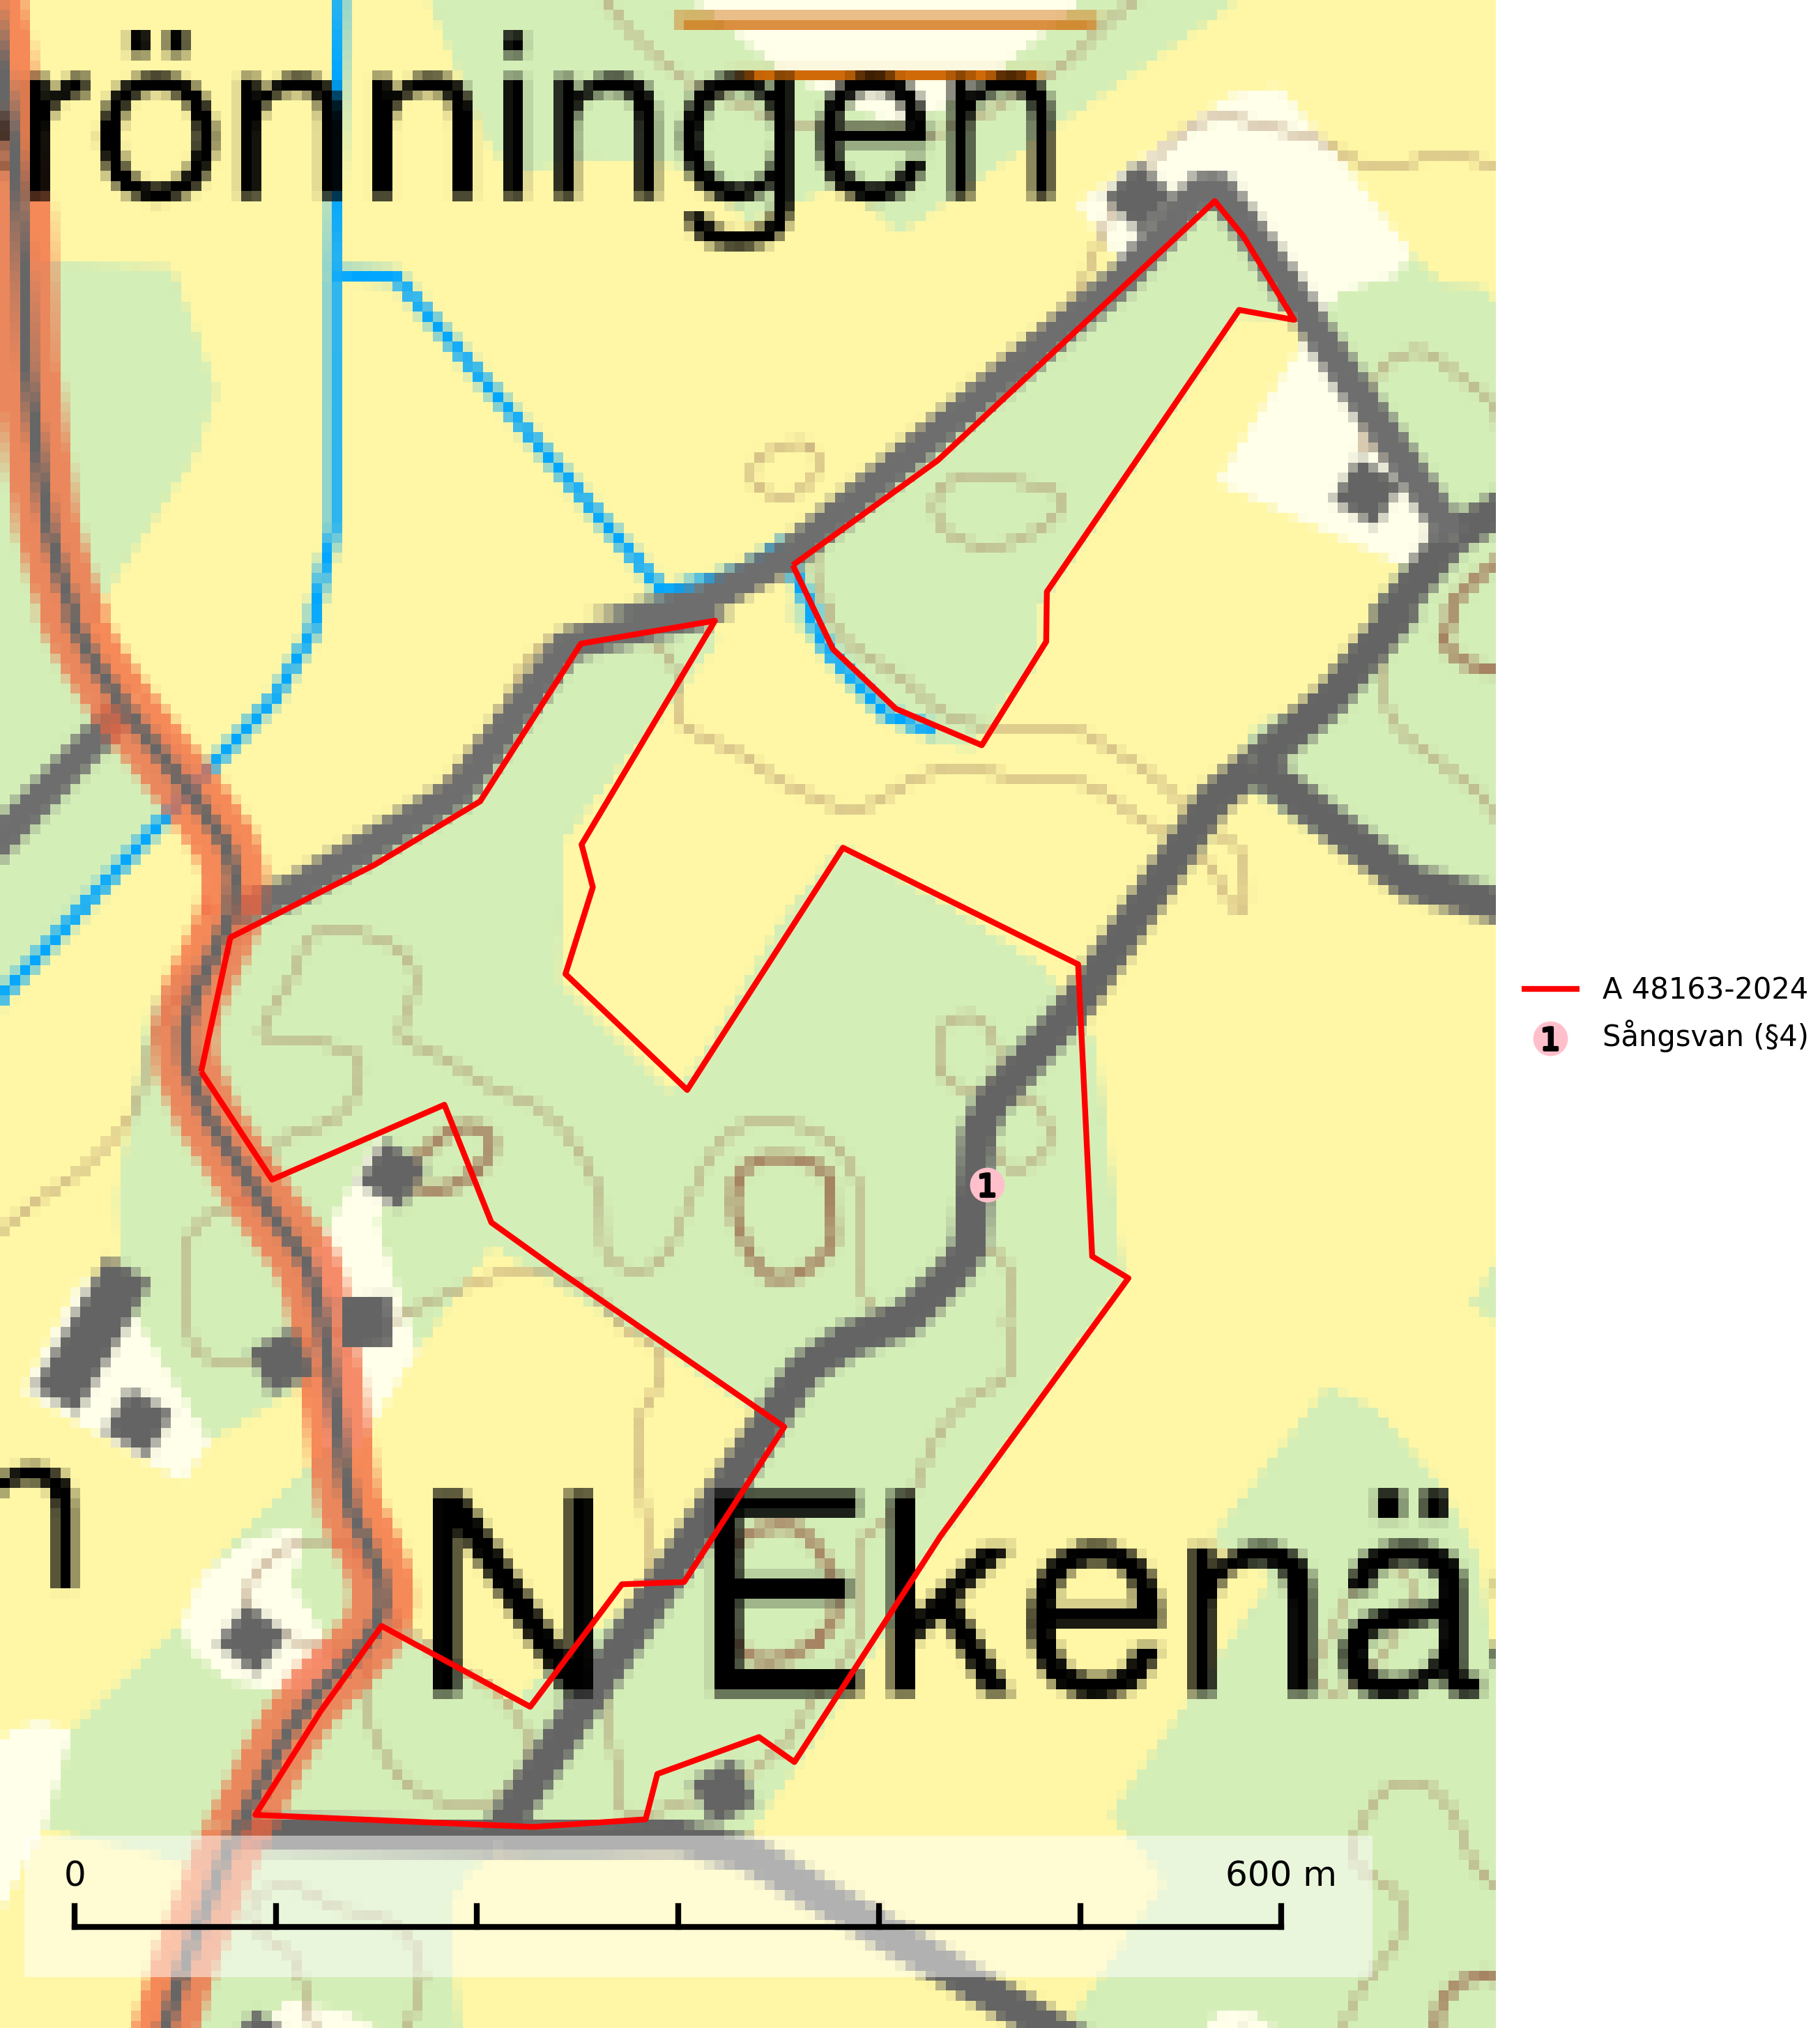 rönningen
A 48163-2024
1 Sångsvan (§4)
1
n
N Ekenä
0 600 m